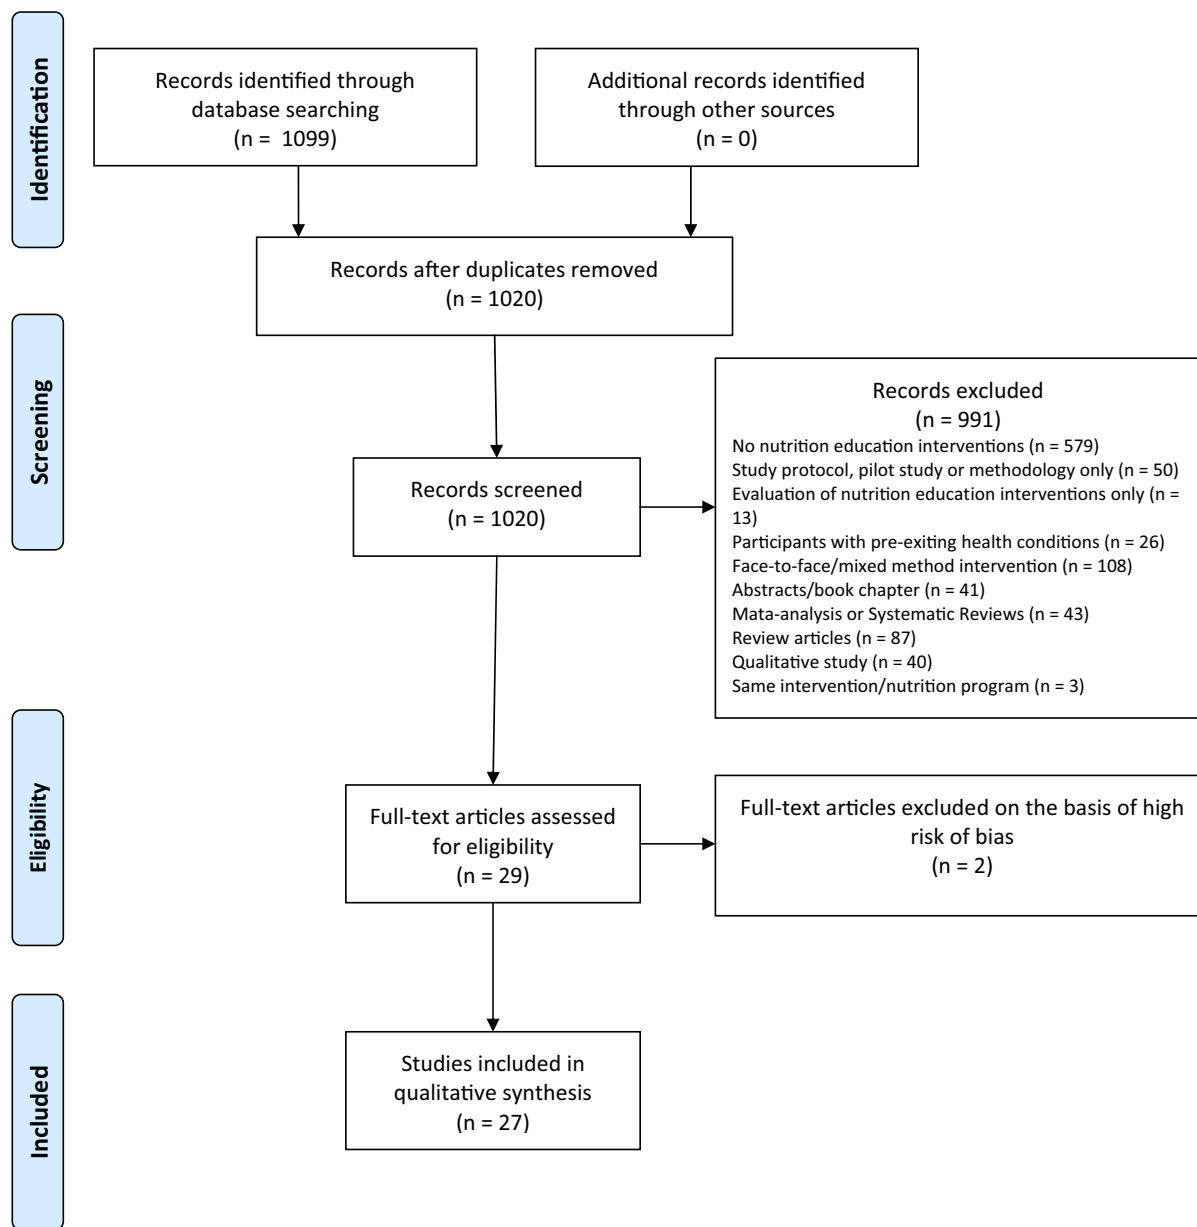 Identification
Records identified through
database searching
(n =  1099)
Additional records identified
through other sources
(n = 0)
Records after duplicates removed
(n = 1020)
Screening
Records screened
(n = 1020)
Records excluded
(n = 991)
No nutrition education interventions (n = 579)
Study protocol, pilot study or methodology only (n = 50)
Evaluation of nutrition education interventions only (n =
13)
Participants with pre-exiting health conditions (n = 26)
Face-to-face/mixed method intervention (n = 108)
Abstracts/book chapter (n = 41)
Mata-analysis or Systematic Reviews (n = 43)
Review articles (n = 87)
Qualitative study (n = 40)
Same intervention/nutrition program (n = 3)
Eligibility
Full-text articles assessed
for eligibility
(n = 29)
Full-text articles excluded on the basis of high
risk of bias
(n = 2)
Included
Studies included in
qualitative synthesis
(n = 27)